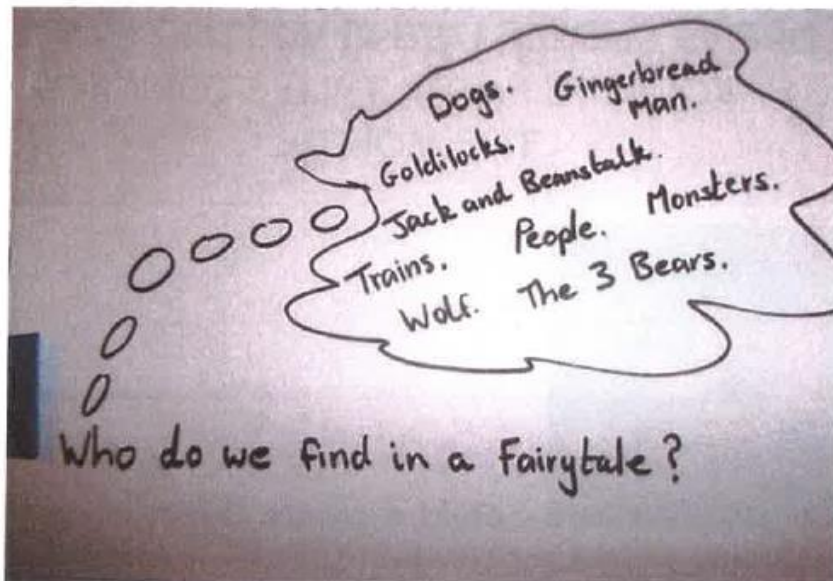 Dogs. Gingerbread
Man.
Goldilocks.
Jack and Beanstalk.
Trains. People. Monsters.
Wolf. The 3 Bears.
Who do we find in a Fairytale?